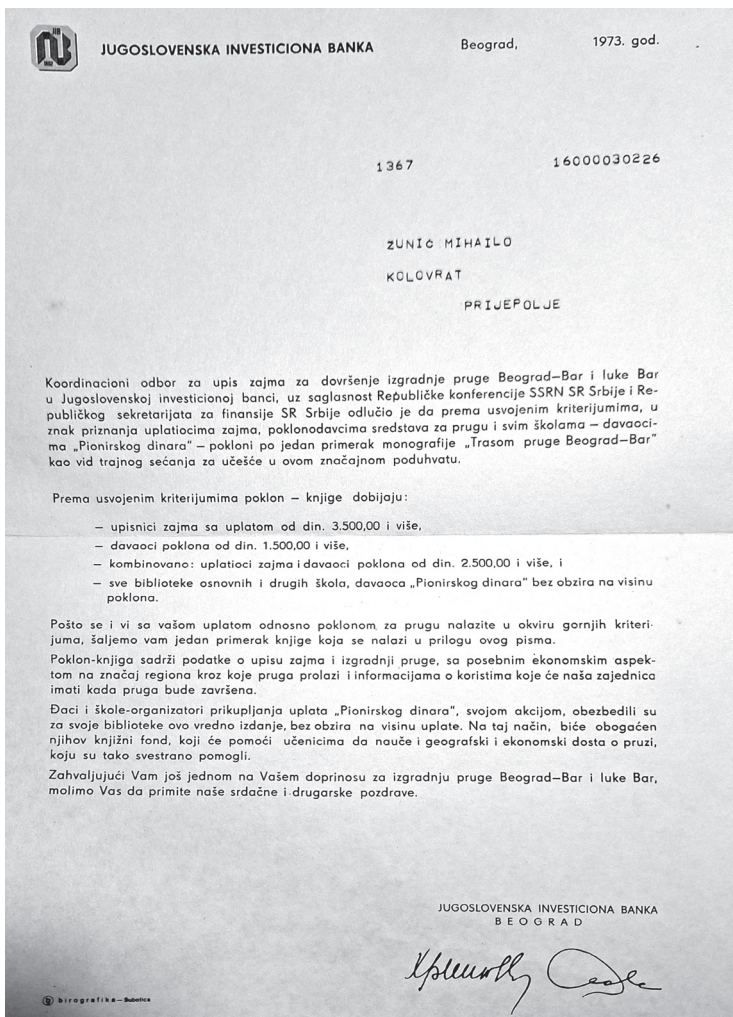 JIB
1862
JUGOSLOVENSKA INVESTICIONA BANKA
Beograd, 1973. god.
1367 16000030226
ZUNIĆ MIHAILO
KOLOVRAT
PRIJEPOLJE
Koordinacioni odbor za upis zajma za dovršenje izgradnje pruge Beograd—Bar i luke Bar
u Jugoslovenskoj investicionoj banci, uz saglasnost Republičke konferencije SSRN SR Srbije i Re-
publičkog sekretarijata za finansije SR Srbije odlučio je da prema usvojenim kriterijumima, u
znak priznanja uplatiocima zajma, poklonodavcima sredstava za prugu i svim školama — davaoci-
ma „Pionirskog dinara" — pokloni po jedan primerak monografije „Trasom pruge Beograd—Bar"
kao vid trajnog sećanja za učešće u ovom značajnom poduhvatu.
Prema usvojenim kriterijumima poklon — knjige dobijaju:
— upisnici zajma sa uplatom od din. 3.500,00 i više,
— davaoci poklona od din. 1.500,00 i više,
— kombinovano: uplatioci zajma i davaoci poklona od din. 2.500,00 i više, i
— sve biblioteke osnovnih i drugih škola, davaoca „Pionirskog dinara" bez obzira na visinu
poklona.
Pošto se i vi sa vašom uplatom odnosno poklonom za prugu nalazite u okviru gornjih kriteri-
juma, šaljemo vam jedan primerak knjige koja se nalazi u prilogu ovog pisma.
Poklon-knjiga sadrži podatke o upisu zajma i izgradnji pruge, sa posebnim ekonomskim aspek-
tom na značaj regiona kroz koje pruga prolazi i informacijama o koristima koje će naša zajednica
imati kada pruga bude završena.
Đaci i škole-organizatori prikupljanja uplata „Pionirskog dinara", svojom akcijom, obezbedili su
za svoje biblioteke ovo vredno izdanje, bez obzira na visinu uplate. Na taj način, biće obogaćen
njihov knjižni fond, koji će pomoći učenicima da nauče i geografski i ekonomski dosta o pruzi,
koju su tako svestrano pomogli.
Zahvaljujući Vam još jednom na Vašem doprinosu za izgradnju pruge Beograd—Bar i luke Bar,
molimo Vas da primite naše srdačne i drugarske pozdrave.
JUGOSLOVENSKA INVESTICIONA BANKA
BEOGRAD
birografika — Subotica